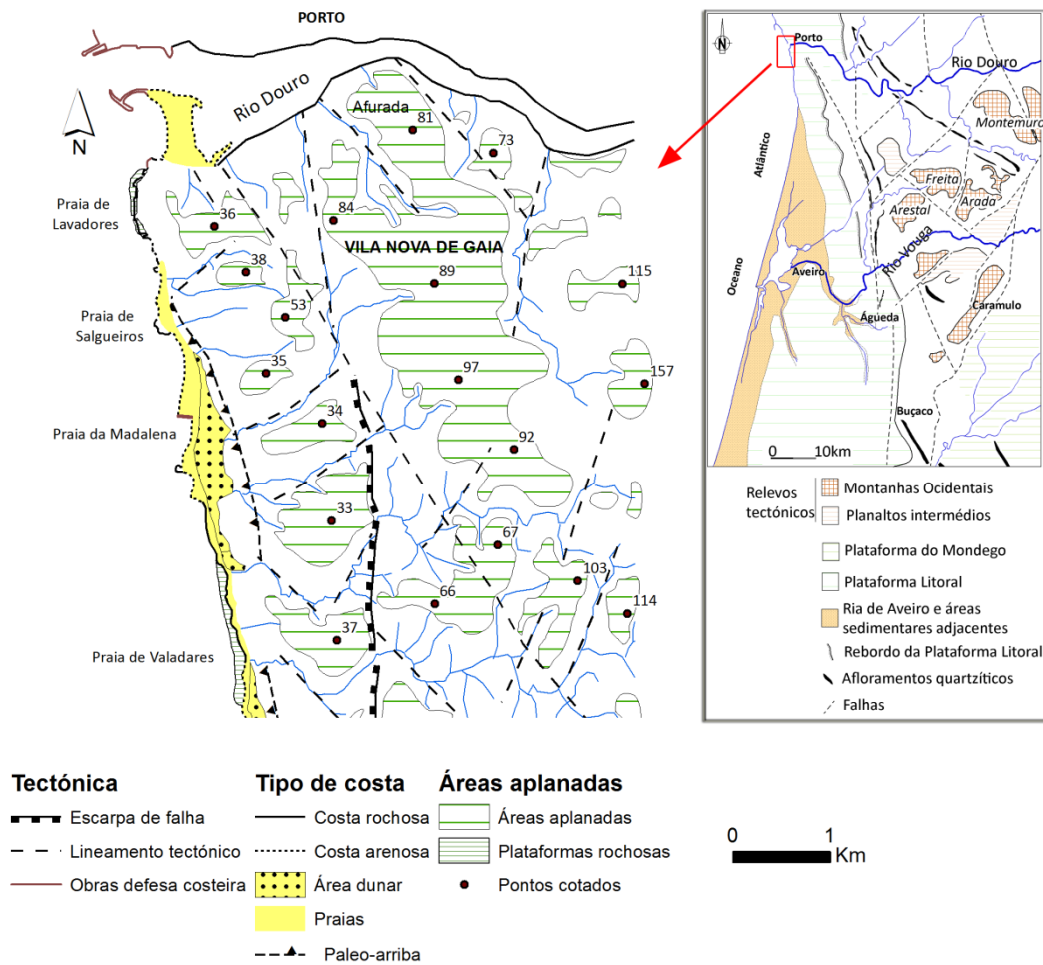 PORTO
Rio Douro
Afurada
81
73
N
Praia de
Lavadores
36
84
VILA NOVA DE GAIA
38
89
115
53
Praia de
Salgueiros
35
97
157
34
Praia da Madalena
92
33
67
103
66
114
37
Praia de Valadares
N
Porto
Rio Douro
Montemuro
Atlântico
Freita
Arada
Arestal
Rio Vouga
Oceano
Aveiro
Caramulo
Águeda
Buçaco
0 10km
Relevos
tectónicos
Montanhas Ocidentais
Planaltos intermédios
Plataforma do Mondego
Plataforma Litoral
Ria de Aveiro e áreas
sedimentares adjacentes
Rebordo da Plataforma Litoral
Afloramentos quartzíticos
Falhas
Tectónica
Escarpa de falha
Lineamento tectónico
Obras defesa costeira
Tipo de costa
Costa rochosa
Costa arenosa
Área dunar
Praias
Paleo-arriba
Áreas aplanadas
Áreas aplanadas
Plataformas rochosas
Pontos cotados
0 1
Km